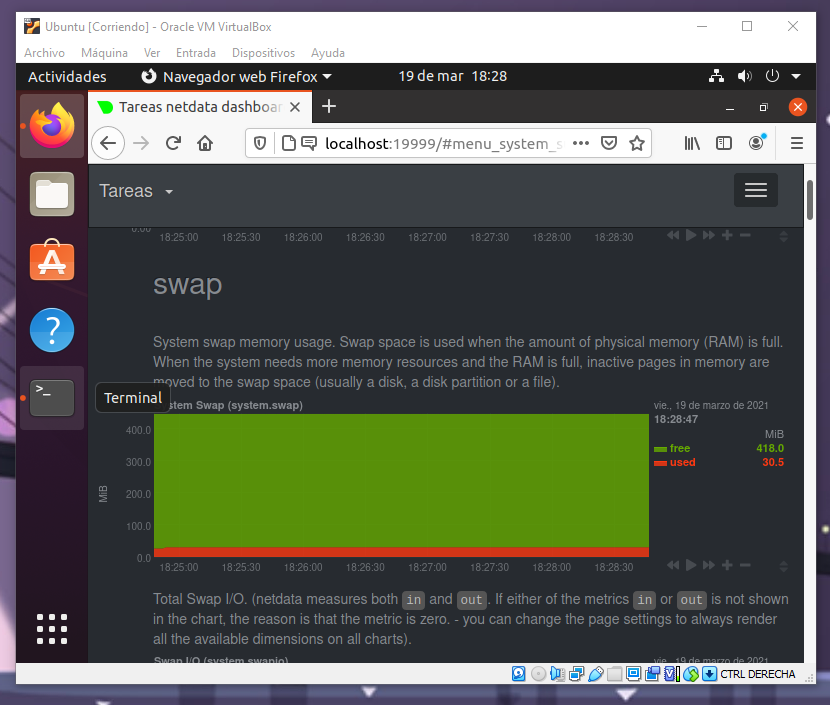 Ubuntu [Corriendo] - Oracle VM VirtualBox
Archivo Máquina Ver Entrada Dispositivos Ayuda
Actividades Navegador web Firefox 19 de mar 18:28
Tareas netdata dashboar
localhost:19999/#menu_system_s
Tareas
0.00
18:25:00 18:25:30 18:26:00 18:26:30 18:27:00 18:27:30 18:28:00 18:28:30
swap
System swap memory usage. Swap space is used when the amount of physical memory (RAM) is full.
When the system needs more memory resources and the RAM is full, inactive pages in memory are
moved to the swap space (usually a disk, a disk partition or a file).
Terminal
stem Swap (system.swap)
vie., 19 de marzo de 2021
18:28:47
MiB
free 418.0
used 30.5
400.0
300.0
200.0
100.0
0.0
MiB
18:25:00 18:25:30 18:26:00 18:26:30 18:27:00 18:27:30 18:28:00 18:28:30
Total Swap I/O. (netdata measures both in and out. If either of the metrics in or out is not shown
in the chart, the reason is that the metric is zero. - you can change the page settings to always render
all the available dimensions on all charts).
Swap I/O (system.swapio)
vie., 19 de marzo de 2021
CTRL DERECHA